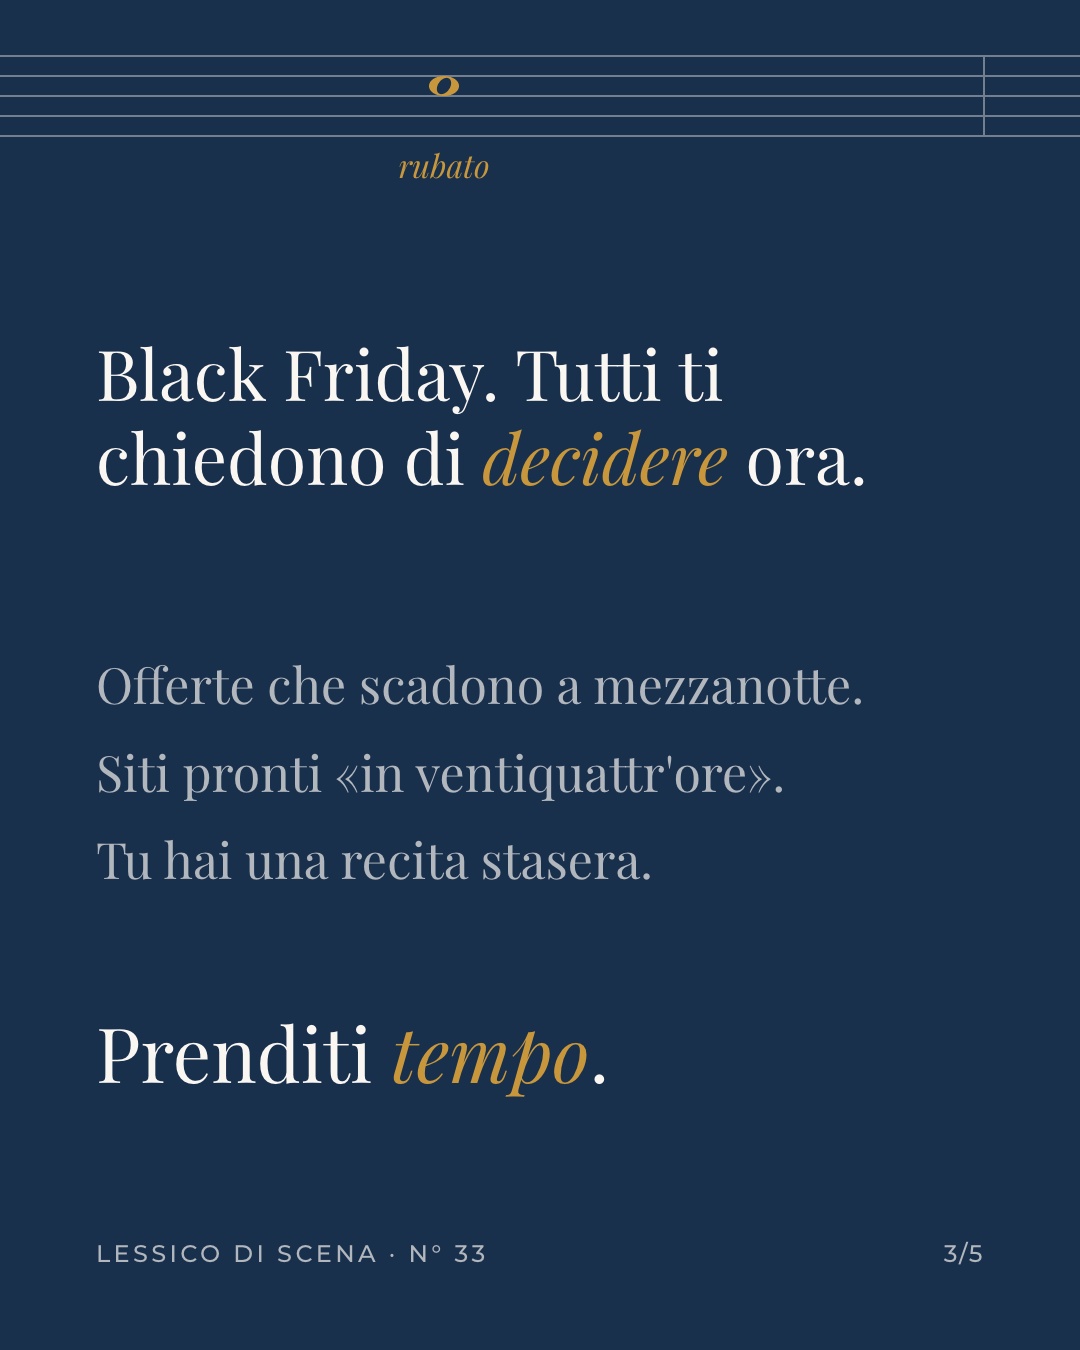 rubato
Black Friday. Tutti ti
chiedono di decidere ora.
Offerte che scadono a mezzanotte.
Siti pronti «in ventiquattr'ore».
Tu hai una recita stasera.
Prenditi tempo.
LESSICO DI SCENA · N° 33
3/5